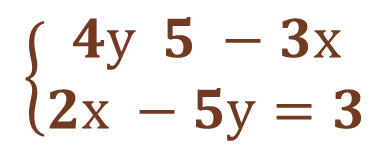 4y 5 − 3x
2x − 5y = 3